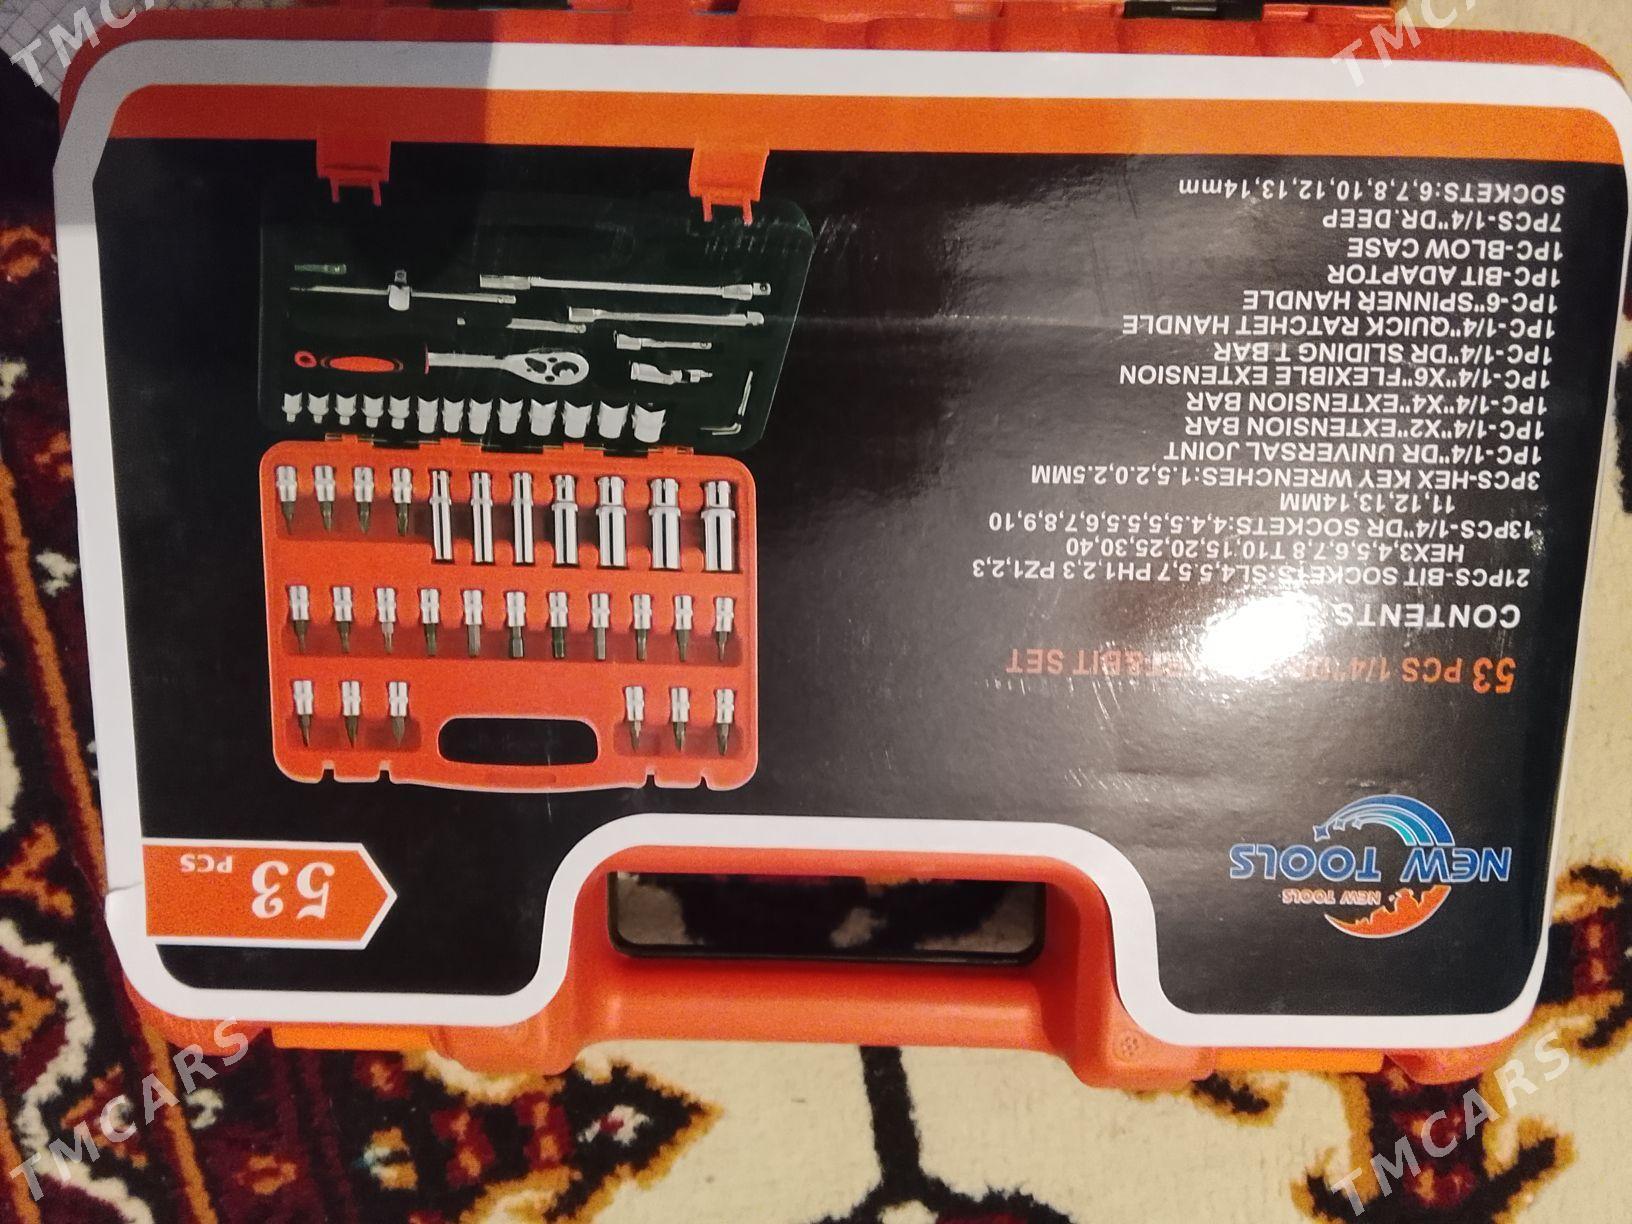 NEW TOOLS
NEW TOOLS
53 PCS
53 PCS 1/4"DR &BIT SET
CONTENTS
21PCS-BIT SOCKETS:SL4,5.5,7 PH1,2,3 PZ1,2,3
HEX3,4,5,6,7,8 T10,15,20,25,30,40
13PCS-1/4"DR SOCKETS:4,4.5,5,5.5,6,7,8,9,10
11,12,13,14MM
3PCS-HEX KEY WRENCHES:1.5,2.0,2.5MM
1PC-1/4"DR UNIVERSAL JOINT
1PC-1/4"X2"EXTENSION BAR
1PC-1/4"X4"EXTENSION BAR
1PC-1/4"X6"FLEXIBLE EXTENSION
1PC-1/4"DR SLIDING T BAR
1PC-1/4"QUICK RATCHET HANDLE
1PC-6"SPINNER HANDLE
1PC-BIT ADAPTOR
1PC-BLOW CASE
7PCS-1/4"DR.DEEP
SOCKETS:6,7,8,10,12,13,14mm
TMCARS
TMCARS
TMCARS
TMCARS